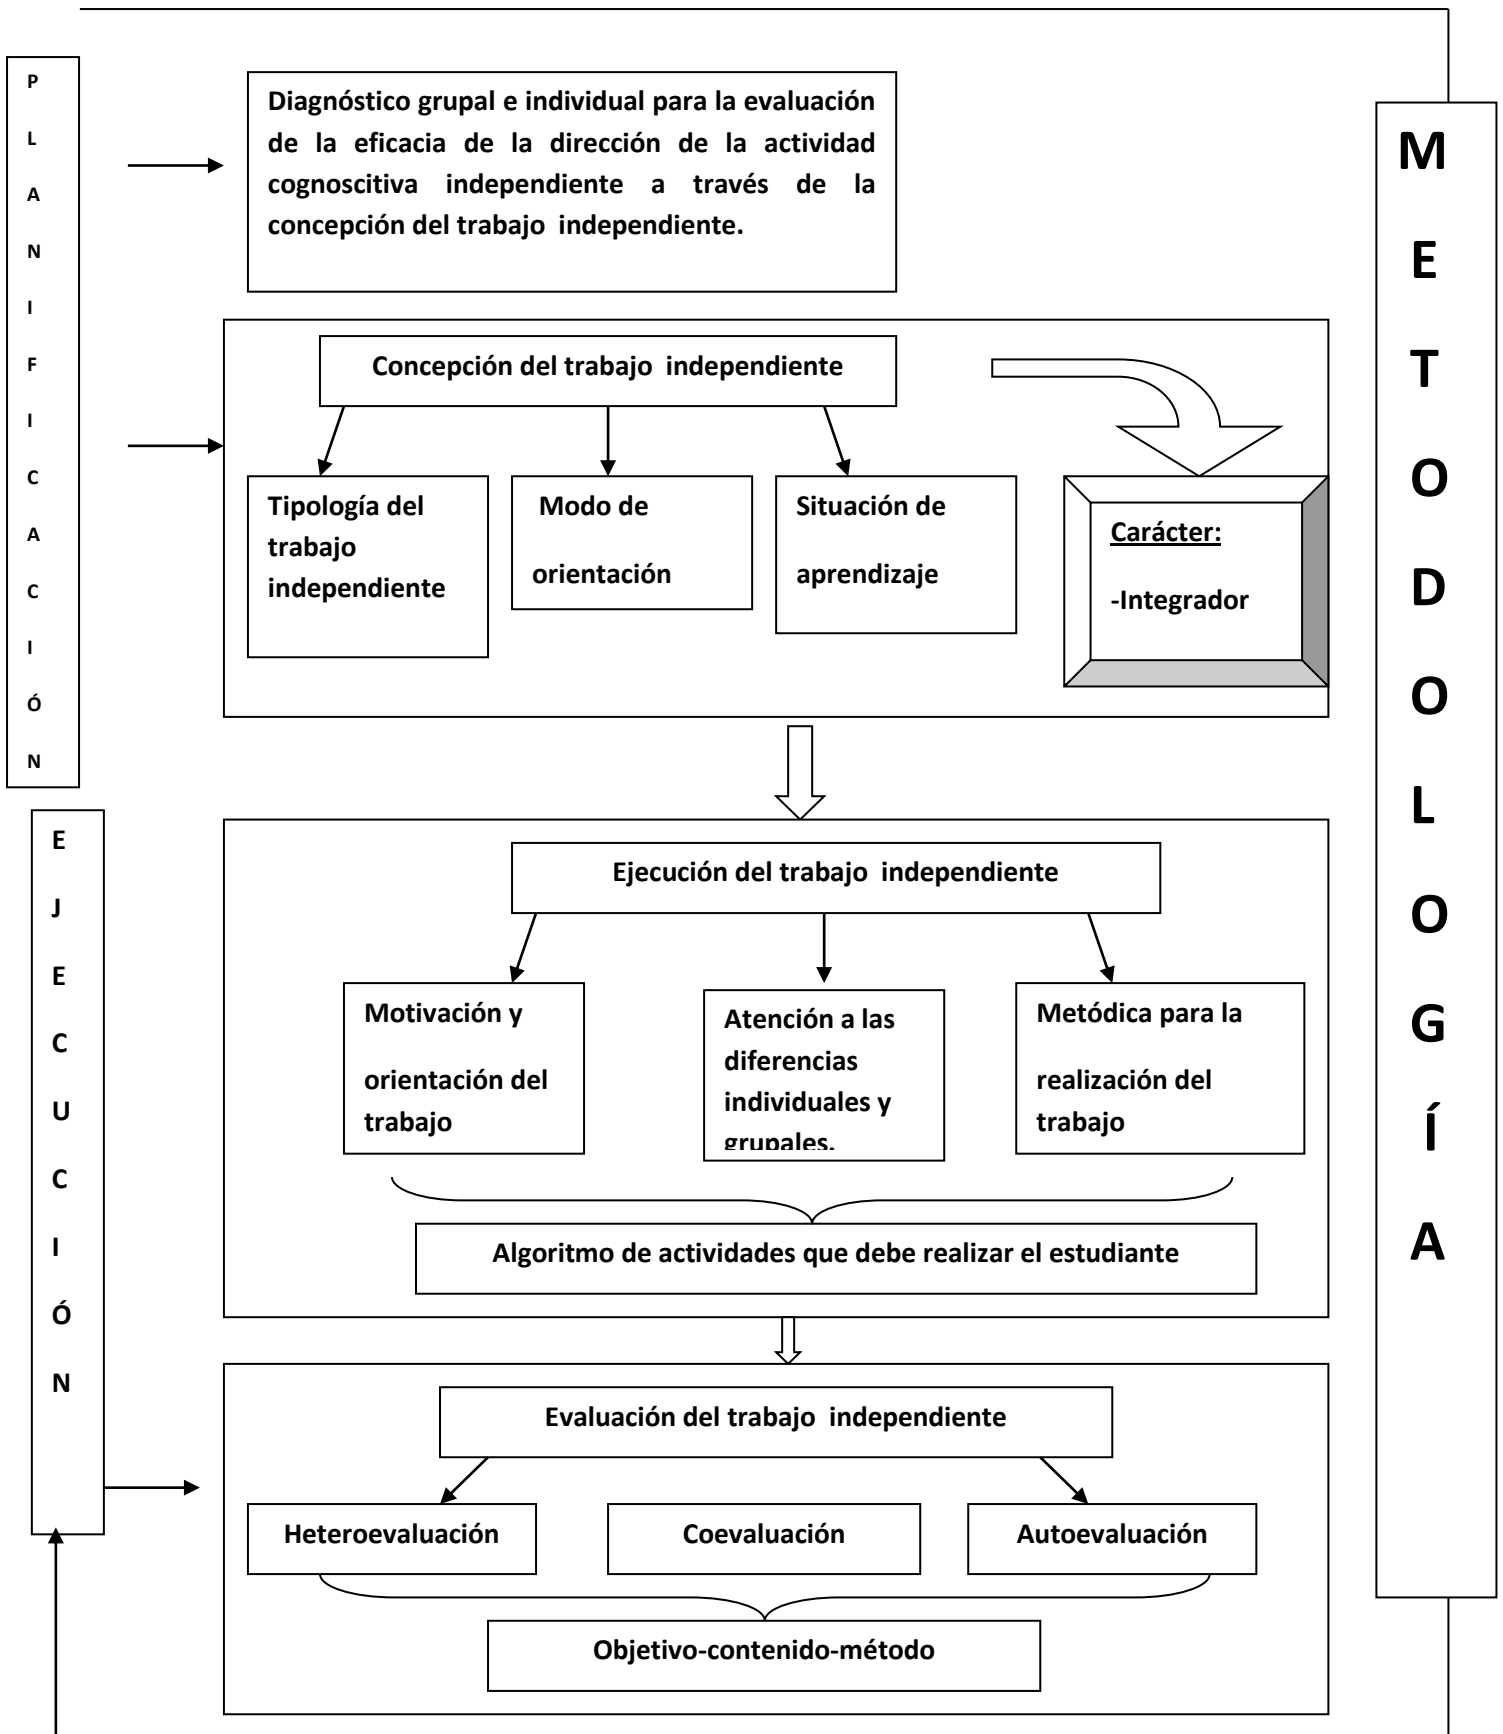 PLANIFICACIÓN
Diagnóstico grupal e individual para la evaluación
de la eficacia de la dirección de la actividad
cognoscitiva independiente a través de la
concepción del trabajo independiente.
Concepción del trabajo independiente
Tipología del
trabajo
independiente
Modo de
orientación
Situación de
aprendizaje
Carácter:
-Integrador
EJECUCIÓN
Ejecución del trabajo independiente
Motivación y
orientación del
trabajo
Atención a las
diferencias
individuales y
grupales.
Metódica para la
realización del
trabajo
Algoritmo de actividades que debe realizar el estudiante
Evaluación del trabajo independiente
Heteroevaluación
Coevaluación
Autoevaluación
Objetivo-contenido-método
METODOLOGÍA